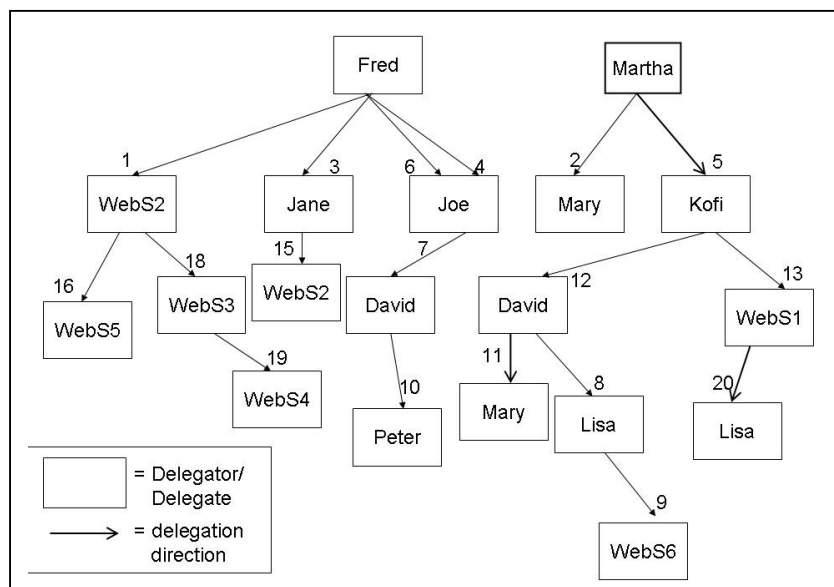 Fred
Martha
1
3
6
4
2
5
WebS2
Jane
Joe
Mary
Kofi
16
18
15
7
12
13
WebS5
WebS3
WebS2
David
David
WebS1
19
10
11
8
20
WebS4
Peter
Mary
Lisa
Lisa
9
WebS6
= Delegator/
Delegate
= delegation
direction